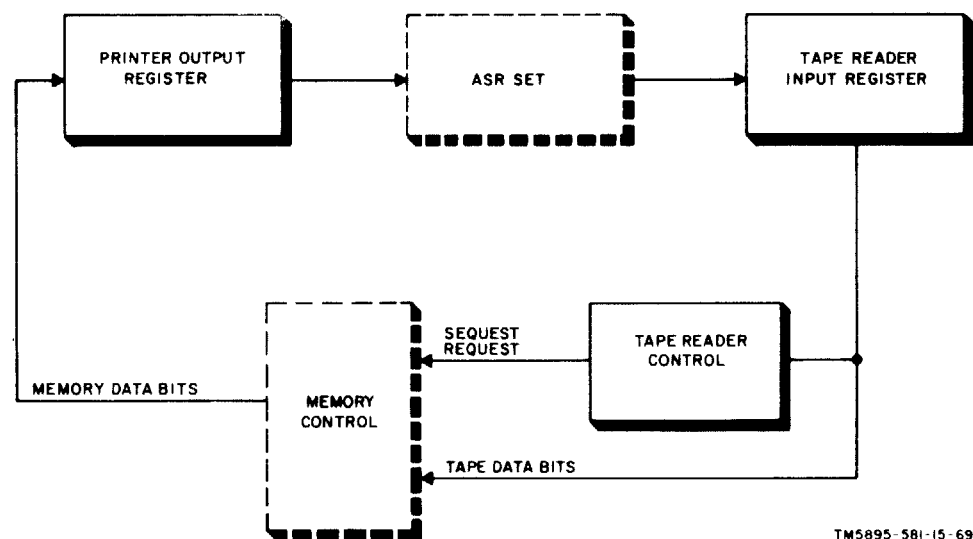 PRINTER OUTPUT
REGISTER
ASR SET
TAPE READER
INPUT REGISTER
SEQUEST
REQUEST
TAPE READER
CONTROL
MEMORY DATA BITS
MEMORY
CONTROL
TAPE DATA BITS
TM5895-581-15-69